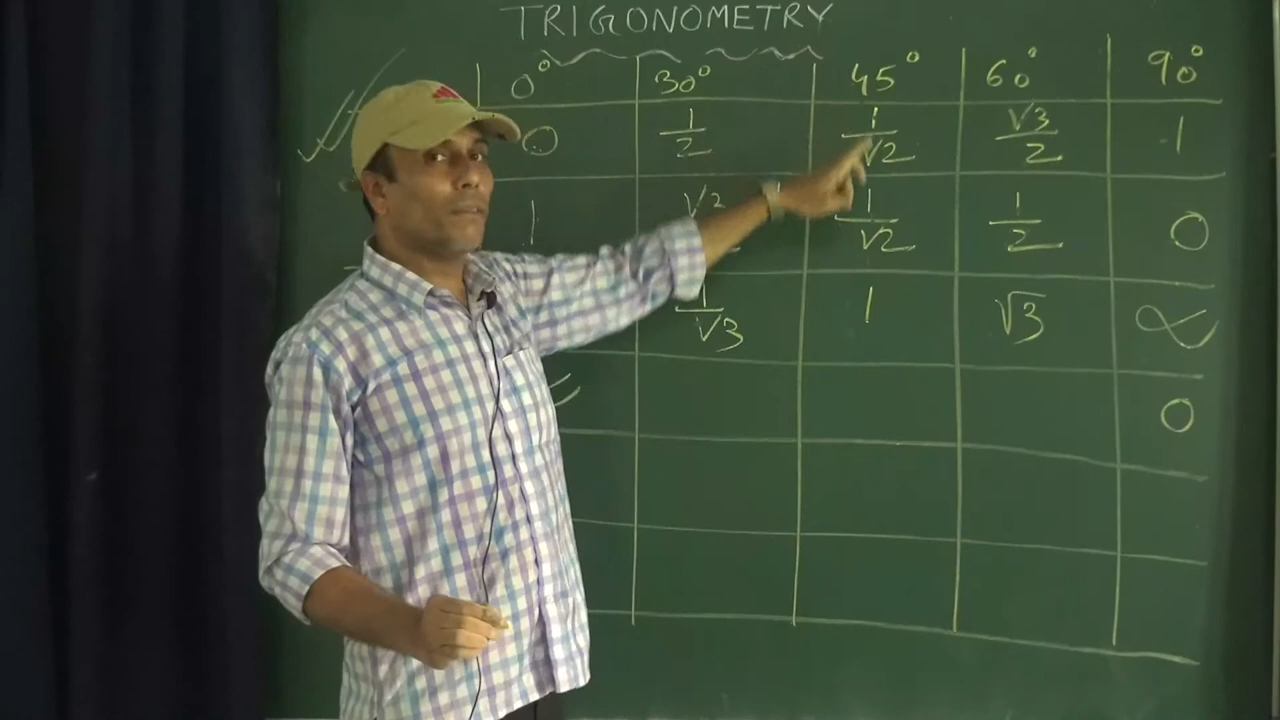 TRIGONOMETRY
0° 30° 45° 60° 90°
0 1/2 1/√2 √3/2 1
1 1/√2 1/2 0
1/√3 1 √3 ∞
0